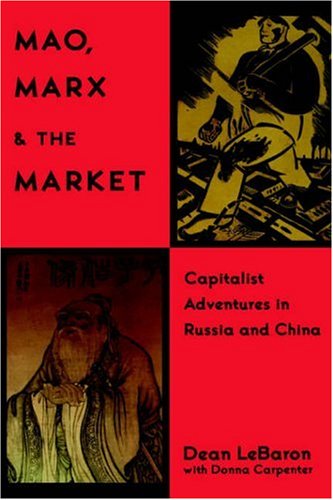 MAO,
MARX
& THE
MARKET
Capitalist
Adventures in
Russia and China
Dean LeBaron
with Donna Carpenter